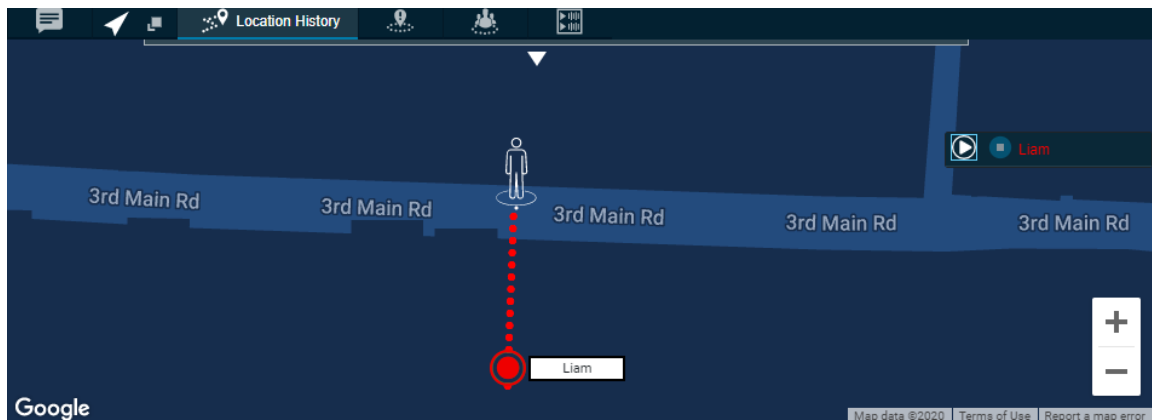 Location History
Liam
3rd Main Rd
3rd Main Rd
3rd Main Rd
3rd Main Rd
3rd Main Rd
Liam
Google
Map data ©2020 Terms of Use Report a map error